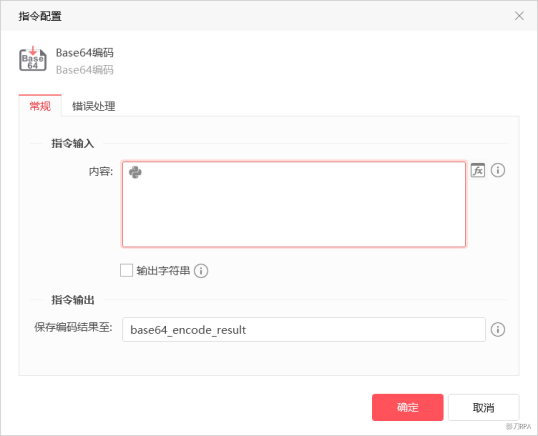 指令配置
Base64编码
Base64编码
Base
64
常规 错误处理
指令输入
内容:
fx
输出字符串
指令输出
保存编码结果至: base64_encode_result
确定 取消
影刀RPA